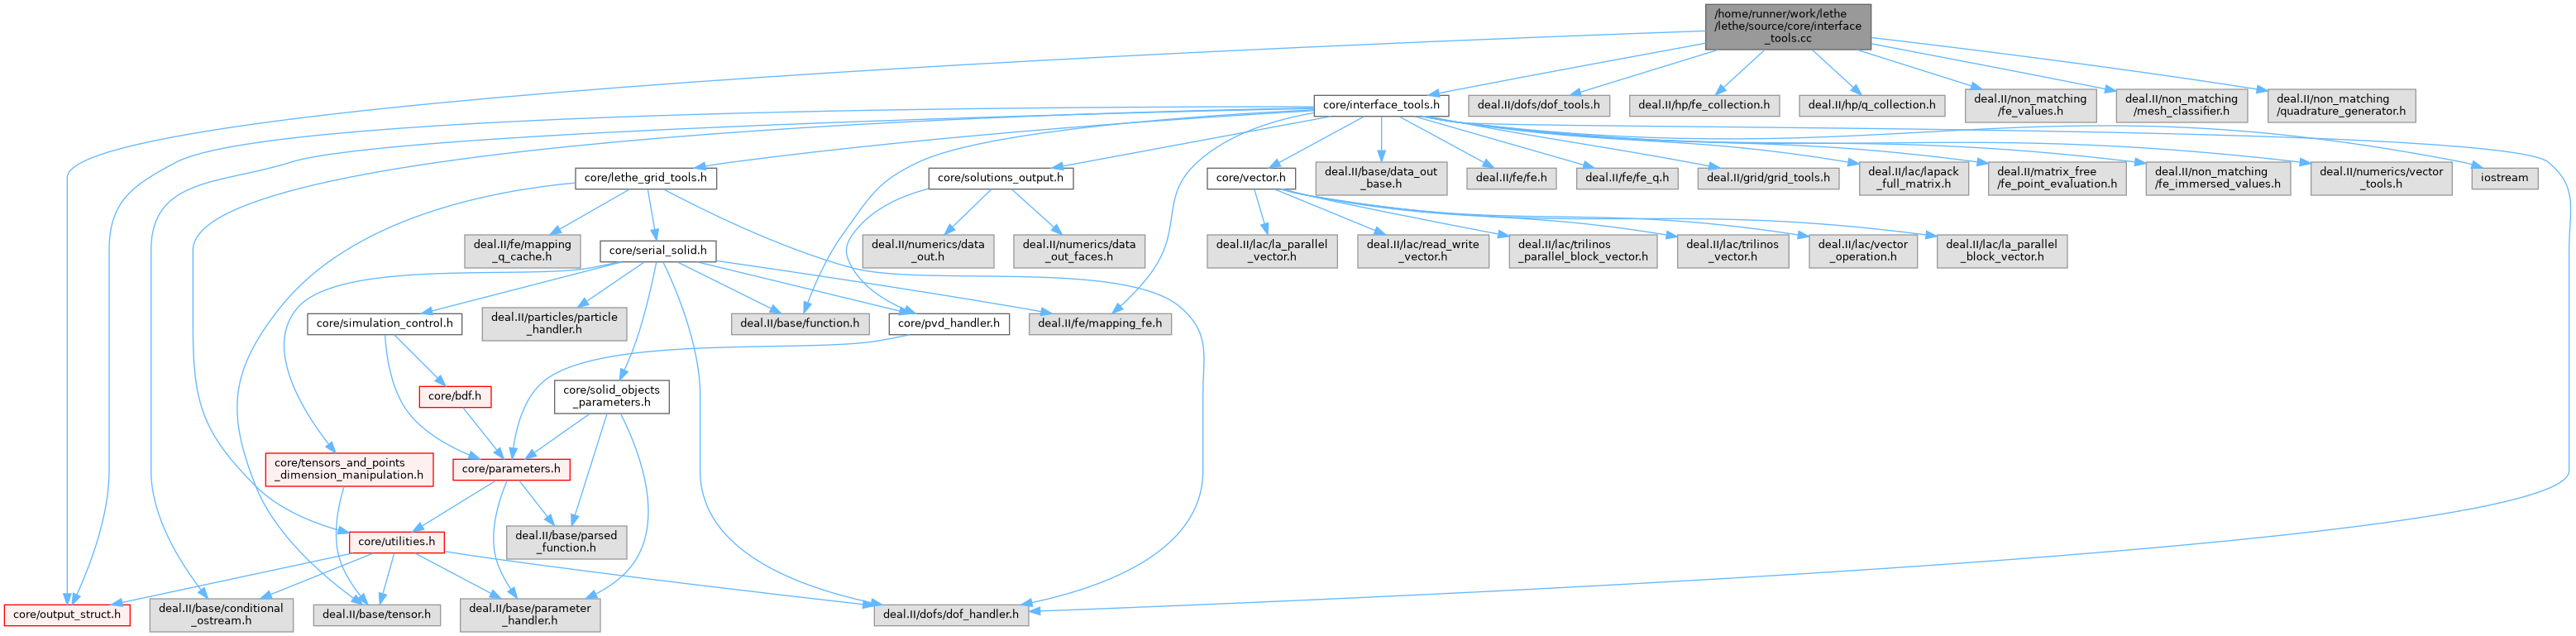 /home/runner/work/lethe
/lethe/source/core/interface
_tools.cc
core/interface_tools.h
deal.II/dofs/dof_tools.h
deal.II/hp/fe_collection.h
deal.II/hp/q_collection.h
deal.II/non_matching
/fe_values.h
deal.II/non_matching
/mesh_classifier.h
deal.II/non_matching
/quadrature_generator.h
core/lethe_grid_tools.h
core/solutions_output.h
core/vector.h
deal.II/base/data_out
_base.h
deal.II/fe/fe.h
deal.II/fe/fe_q.h
deal.II/grid/grid_tools.h
deal.II/lac/lapack
_full_matrix.h
deal.II/matrix_free
/fe_point_evaluation.h
deal.II/non_matching
/fe_immersed_values.h
deal.II/numerics/vector
_tools.h
iostream
deal.II/fe/mapping
_q_cache.h
core/serial_solid.h
deal.II/numerics/data
_out.h
deal.II/numerics/data
_out_faces.h
deal.II/lac/la_parallel
_vector.h
deal.II/lac/read_write
_vector.h
deal.II/lac/trilinos
_parallel_block_vector.h
deal.II/lac/trilinos
_vector.h
deal.II/lac/vector
_operation.h
deal.II/lac/la_parallel
_block_vector.h
core/simulation_control.h
deal.II/particles/particle
_handler.h
deal.II/base/function.h
core/pvd_handler.h
deal.II/fe/mapping_fe.h
core/bdf.h
core/solid_objects
_parameters.h
core/tensors_and_points
_dimension_manipulation.h
core/parameters.h
core/utilities.h
deal.II/base/parsed
_function.h
core/output_struct.h
deal.II/base/conditional
_ostream.h
deal.II/base/tensor.h
deal.II/base/parameter
_handler.h
deal.II/dofs/dof_handler.h